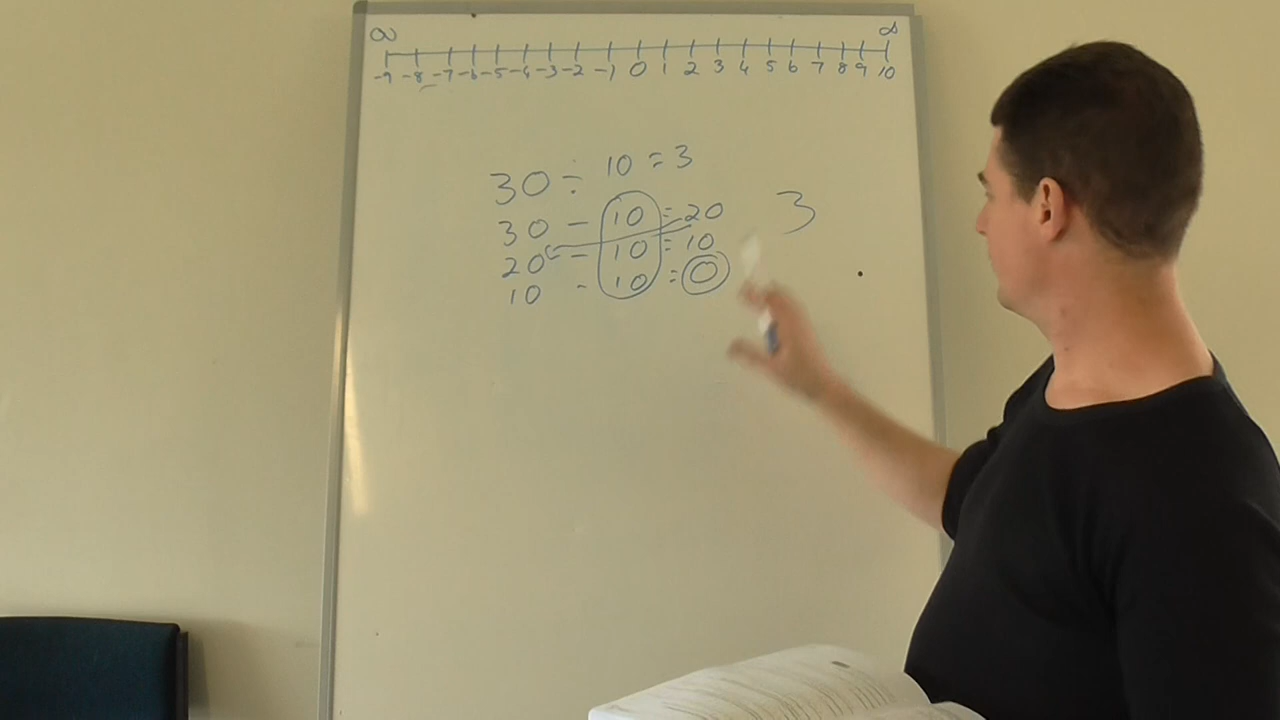 ∞ ∞
-9 -8 -7 -6 -5 -4 -3 -2 -1 0 1 2 3 4 5 6 7 8 9 10
30 ÷ 10 = 3
30 - 10 = 20 3
20 - 10 = 10
10 - 10 = 0